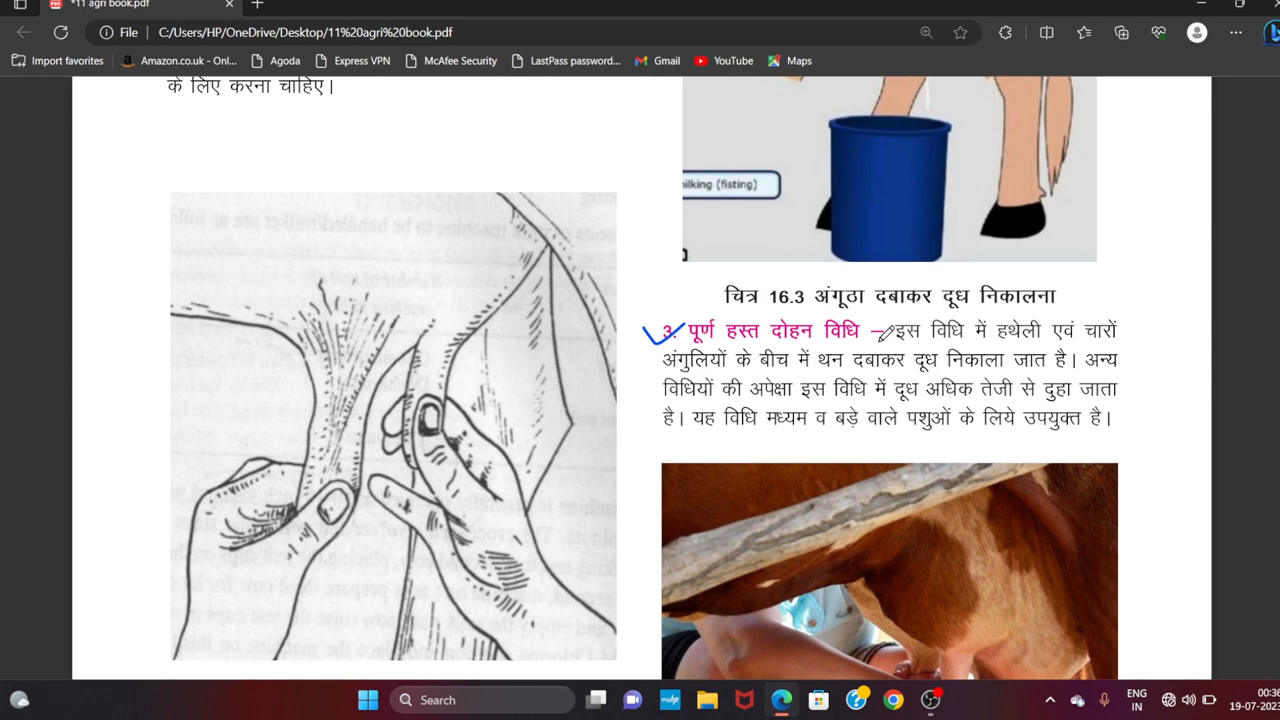 *11 agri book.pdf
File C:/Users/HP/OneDrive/Desktop/11%20agri%20book.pdf
Import favorites Amazon.co.uk-Onl... Agoda Express VPN McAfee Security LastPass password... Gmail YouTube Maps
के लिए करना चाहिए।
ilking (fisting)
चित्र 16.3 अंगूठा दबाकर दूध निकालना
3. पूर्ण हस्त दोहन विधि – इस विधि में हथेली एवं चारों
अंगुलियों के बीच में थन दबाकर दूध निकाला जात है। अन्य
विधियों की अपेक्षा इस विधि में दूध अधिक तेजी से दुहा जाता
है। यह विधि मध्यम व बड़े वाले पशुओं के लिये उपयुक्त है।
Search
ENG
IN
00:36
19-07-2023